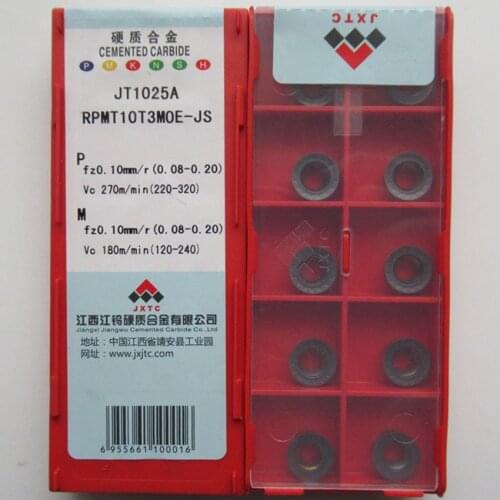 硬质合金
CEMENTED CARBIDE
P M K N S H
JT1025A
RPMT10T3MOE-JS
P
fz0.10mm/r(0.08-0.20)
Vc 270m/min(220-320)
M
fz0.10mm/r(0.08-0.20)
Vc 180m/min(120-240)
JXTC
江西江钨硬质合金有限公司
Jiangxi Jiangwu Cemented Carbide Co.,Ltd
地址:中国江西省靖安县工业园
网址:www.jxjtc.com
6 955661 100016
JXTC
JXTC